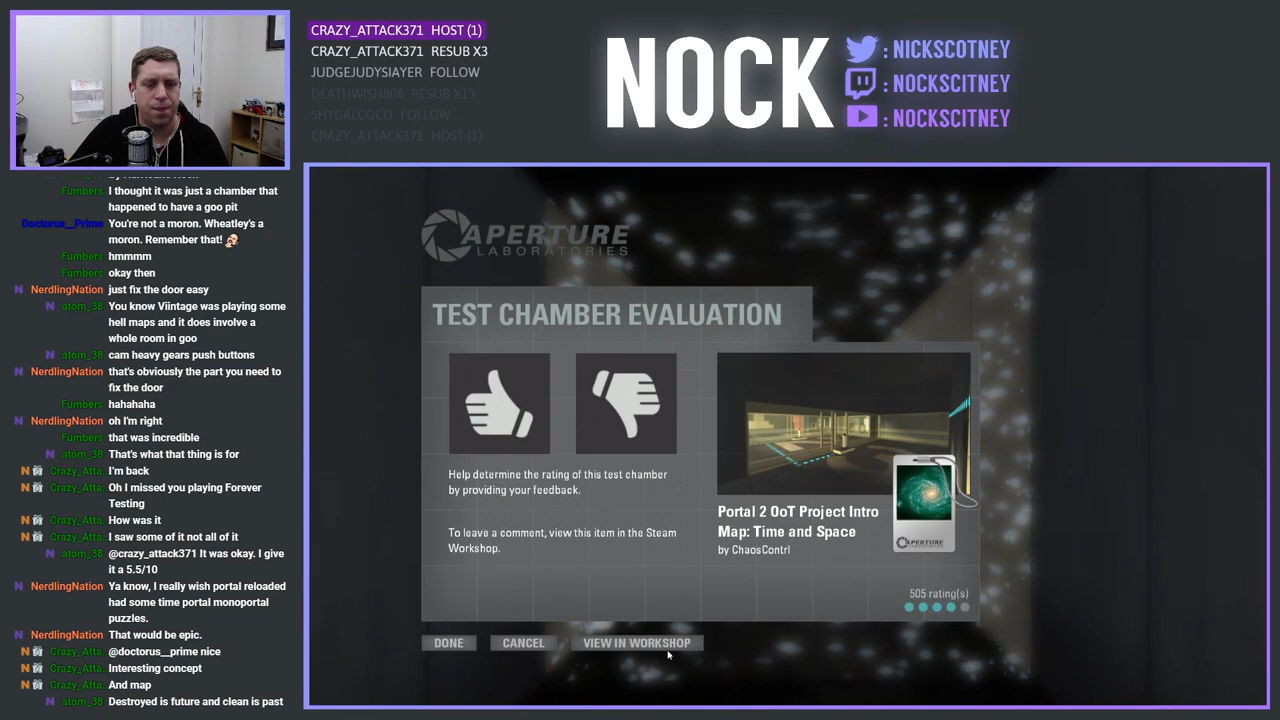 CRAZY_ATTACK371 HOST (1)
CRAZY_ATTACK371 RESUB X3
JUDGEJUDYSIAYER FOLLOW
DEATHWISH808 RESUB X19
SHYGALCOCO FOLLOW
CRAZY_ATTACK371 HOST (1)
NOCK
: NICKSCOTNEY
: NOCKSCITNEY
: NOCKSCITNEY
Fumbers I thought it was just a chamber that
happened to have a goo pit
Doctorus__Prime You're not a moron. Wheatley's a
moron. Remember that!
Fumbers hmmmm
Fumbers okay then
N NerdlingNation just fix the door easy
N atom_38 You know Viintage was playing some
hell maps and it does involve a
whole room in goo
N atom_38 cam heavy gears push buttons
N NerdlingNation that's obviously the part you need to
fix the door
Fumbers hahahaha
N NerdlingNation oh I'm right
Fumbers that was incredible
N atom_38 That's what that thing is for
N Crazy_Atta. I'm back
N Crazy_Atta. Oh I missed you playing Forever
Testing
N Crazy_Atta. How was it
N Crazy_Atta. I saw some of it not all of it
N atom_38 @crazy_attack371 It was okay. I give
it a 5.5/10
N NerdlingNation Ya know, I really wish portal reloaded
had some time portal monoportal
puzzles.
N NerdlingNation That would be epic.
N Crazy_Atta. @doctorus__prime nice
N Crazy_Atta. Interesting concept
N Crazy_Atta. And map
N atom_38 Destroyed is future and clean is past
APERTURE
LABORATORIES
TEST CHAMBER EVALUATION
Help determine the rating of this test chamber
by providing your feedback.
To leave a comment, view this item in the Steam
Workshop.
Portal 2 OoT Project Intro
Map: Time and Space
by ChaosContrl
APERTURE
505 rating(s)
DONE CANCEL VIEW IN WORKSHOP